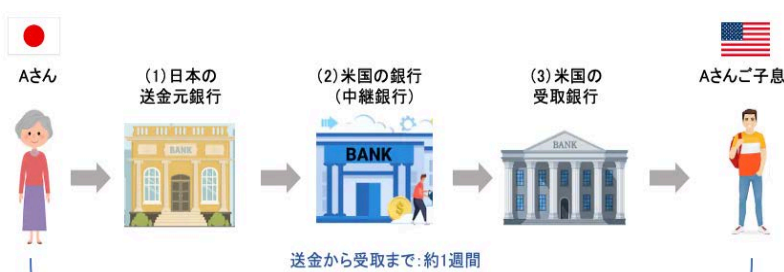 Aさん
(1)日本の
送金元銀行
(2)米国の銀行
(中継銀行)
(3)米国の
受取銀行
Aさんご子息
BANK
BANK
BANK
送金から受取まで:約1週間